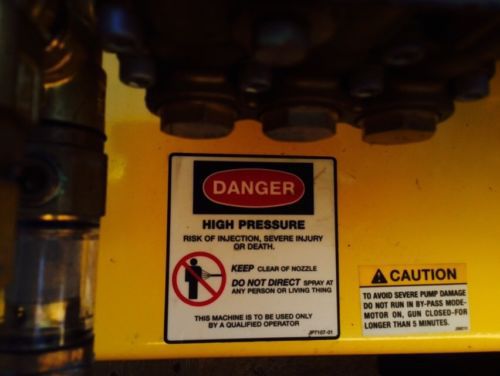 DANGER
HIGH PRESSURE
RISK OF INJECTION, SEVERE INJURY
OR DEATH.
KEEP CLEAR OF NOZZLE
DO NOT DIRECT SPRAY AT
ANY PERSON OR LIVING THING
THIS MACHINE IS TO BE USED ONLY
BY A QUALIFIED OPERATOR
JP7107-01
CAUTION
TO AVOID SEVERE PUMP DAMAGE
DO NOT RUN IN BY-PASS MODE-
MOTOR ON, GUN CLOSED-FOR
LONGER THAN 5 MINUTES.